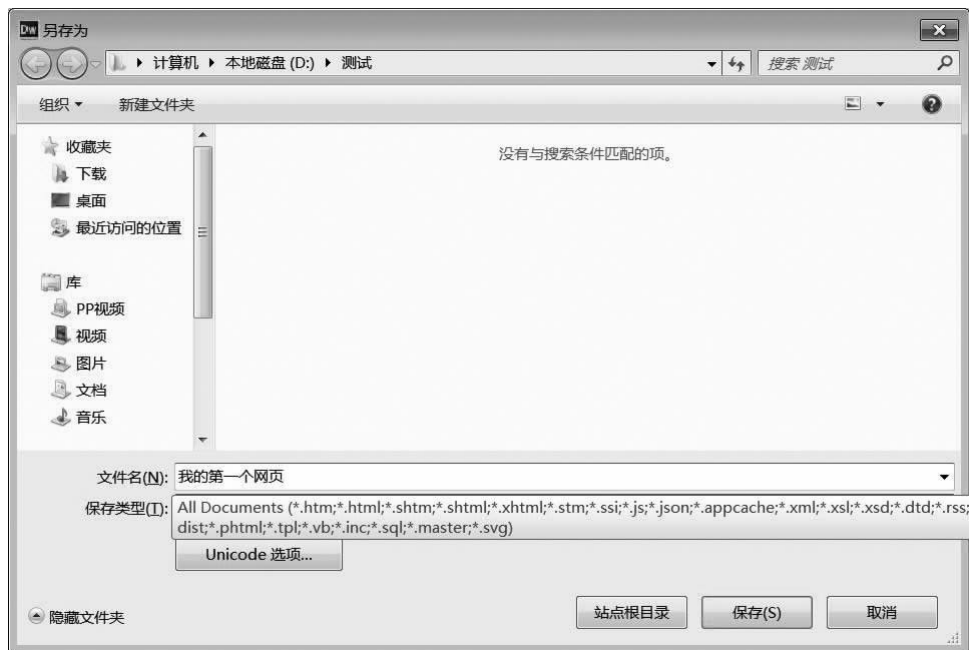 Dw 另存为
计算机 本地磁盘 (D:) 测试 搜索 测试
组织 新建文件夹
收藏夹
没有与搜索条件匹配的项。
下载
桌面
最近访问的位置
库
PP视频
视频
图片
文档
音乐
文件名(N): 我的第一个网页
保存类型(T): All Documents (*.htm;*.html;*.shtm;*.shtml;*.xhtml;*.stm;*.ssi;*.js;*.json;*.appcache;*.xml;*.xsl;*.xsd;*.dtd;*.rss;
dist;*.phtml;*.tpl;*.vb;*.inc;*.sql;*.master;*.svg)
Unicode 选项...
隐藏文件夹 站点根目录 保存(S) 取消